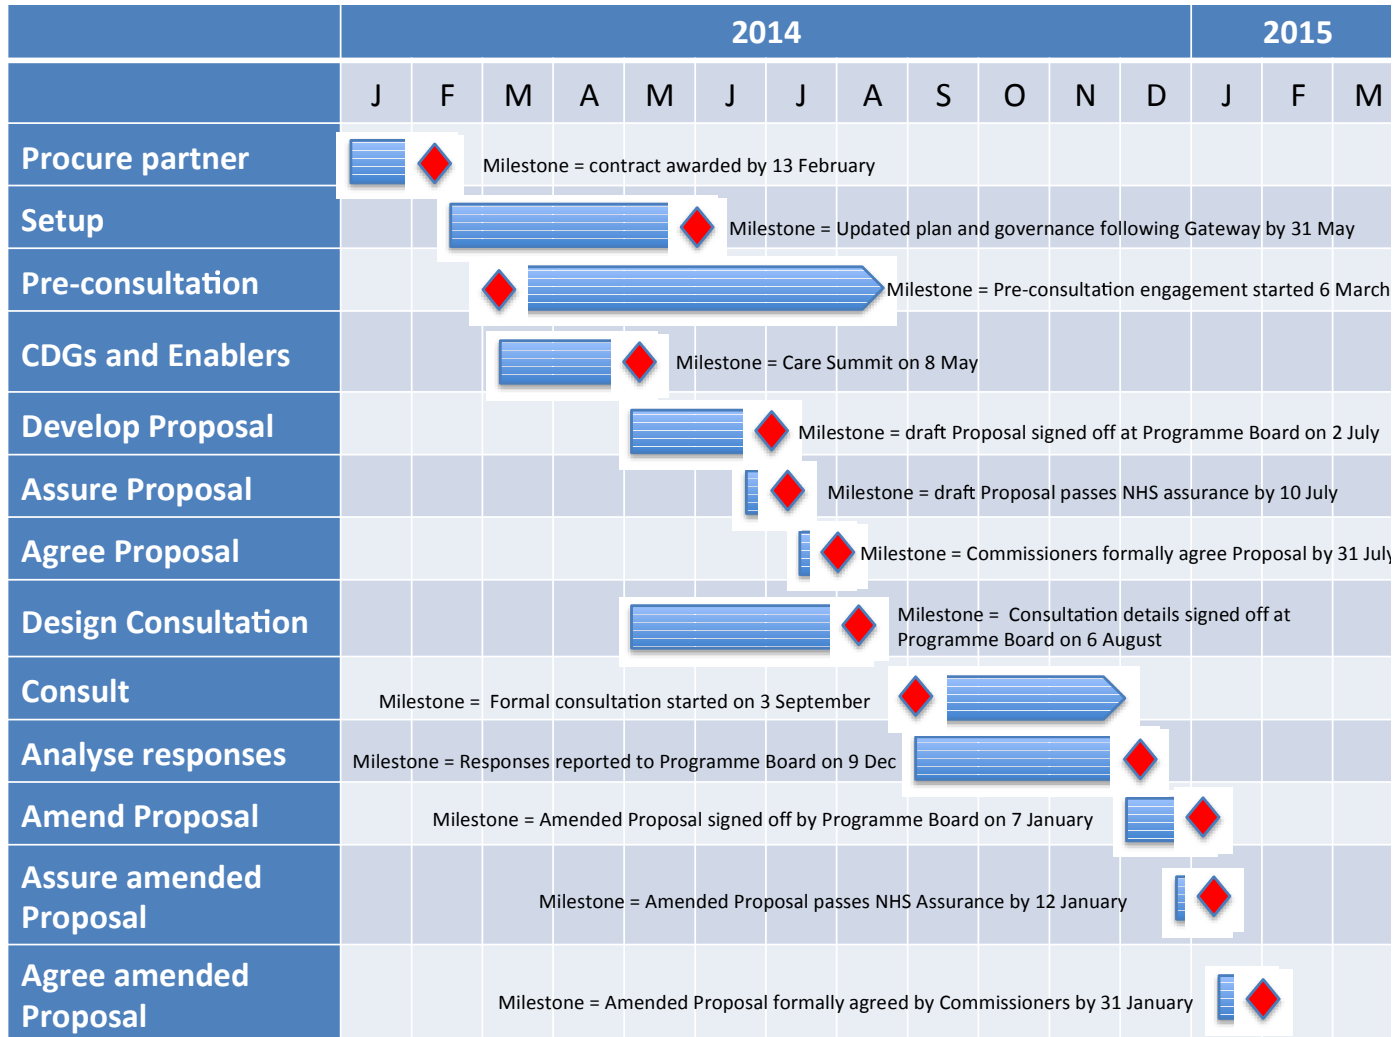 2014 2015
J F M A M J J A S O N D J F M
Procure partner
Milestone = contract awarded by 13 February
Setup
Milestone = Updated plan and governance following Gateway by 31 May
Pre-consultation
Milestone = Pre-consultation engagement started 6 March
CDGs and Enablers
Milestone = Care Summit on 8 May
Develop Proposal
Milestone = draft Proposal signed off at Programme Board on 2 July
Assure Proposal
Milestone = draft Proposal passes NHS assurance by 10 July
Agree Proposal
Milestone = Commissioners formally agree Proposal by 31 July
Design Consultation
Milestone = Consultation details signed off at
Programme Board on 6 August
Consult
Milestone = Formal consultation started on 3 September
Analyse responses
Milestone = Responses reported to Programme Board on 9 Dec
Amend Proposal
Milestone = Amended Proposal signed off by Programme Board on 7 January
Assure amended
Proposal
Milestone = Amended Proposal passes NHS Assurance by 12 January
Agree amended
Proposal
Milestone = Amended Proposal formally agreed by Commissioners by 31 January